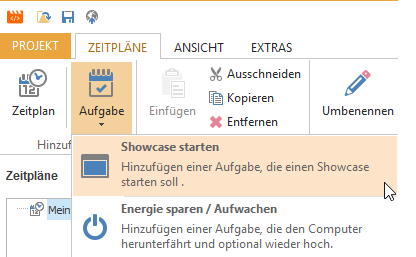 PROJEKT ZEITPLÄNE ANSICHT EXTRAS
Zeitplan
Aufgabe
Einfügen
Ausschneiden
Kopieren
Entfernen
Umbenennen
Hinzuf
Showcase starten
Hinzufügen einer Aufgabe, die einen Showcase
starten soll .
Zeitpläne
Mein
Energie sparen / Aufwachen
Hinzufügen einer Aufgabe, die den Computer
herunterfährt und optional wieder hoch.